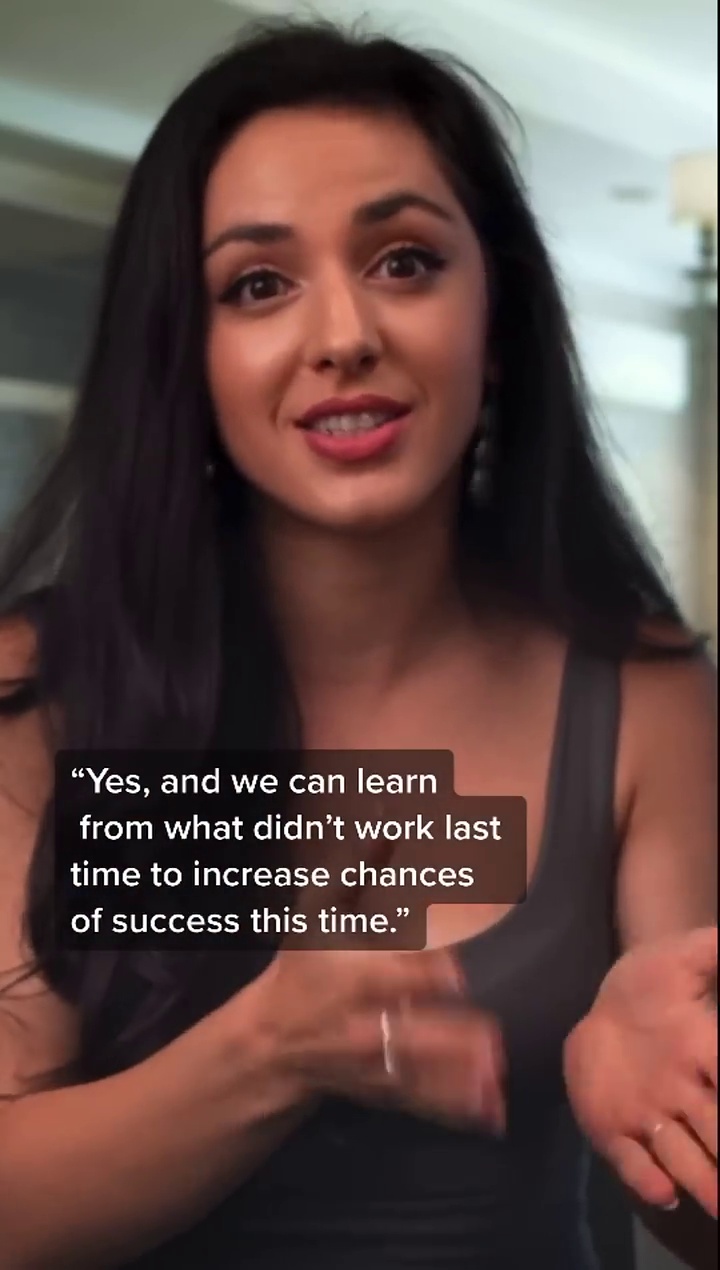 “Yes, and we can learn
from what didn’t work last
time to increase chances
of success this time.”